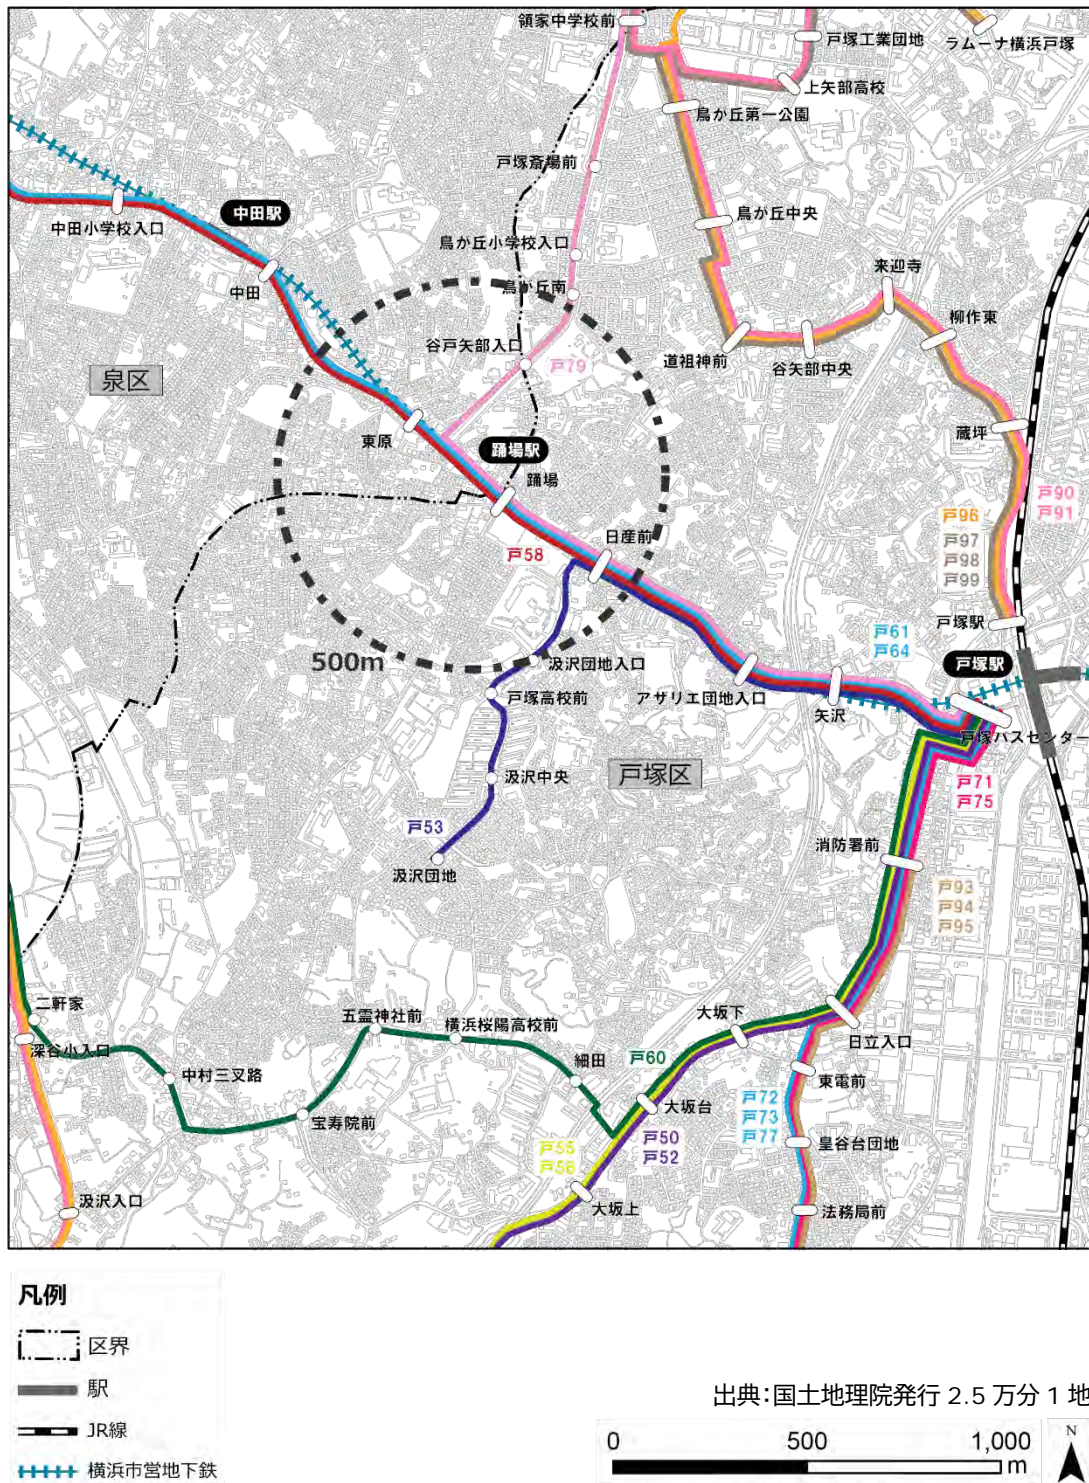 領家中学校前
戸塚工業団地
ラムーナ横浜戸塚
上矢部高校
鳥が丘第一公園
戸塚斎場前
中田駅
中田小学校入口
鳥が丘中央
鳥が丘小学校入口
来迎寺
中田
鳥が丘南
柳作東
谷戸矢部入口
戸79
道祖神前
谷矢部中央
泉区
蔵坪
東原
踊場駅
踊場
戸90
戸91
戸96
戸97
戸98
戸99
日産前
戸58
戸塚駅
戸61
戸64
500m
汲沢団地入口
戸塚駅
戸塚高校前
アザリエ団地入口
矢沢
戸塚バスセンター
汲沢中央
戸塚区
戸71
戸75
戸53
消防署前
汲沢団地
戸93
戸94
戸95
二軒家
五霊神社前
大坂下
横浜桜陽高校前
日立入口
深谷小入口
細田
戸60
中村三叉路
東電前
大坂台
戸72
戸73
戸77
宝寿院前
戸50
戸52
皇谷台団地
戸55
戸56
汲沢入口
大坂上
法務局前
凡例
区界
駅
JR線
横浜市営地下鉄
出典:国土地理院発行 2.5 万分 1 地
0 500 1,000
m
N